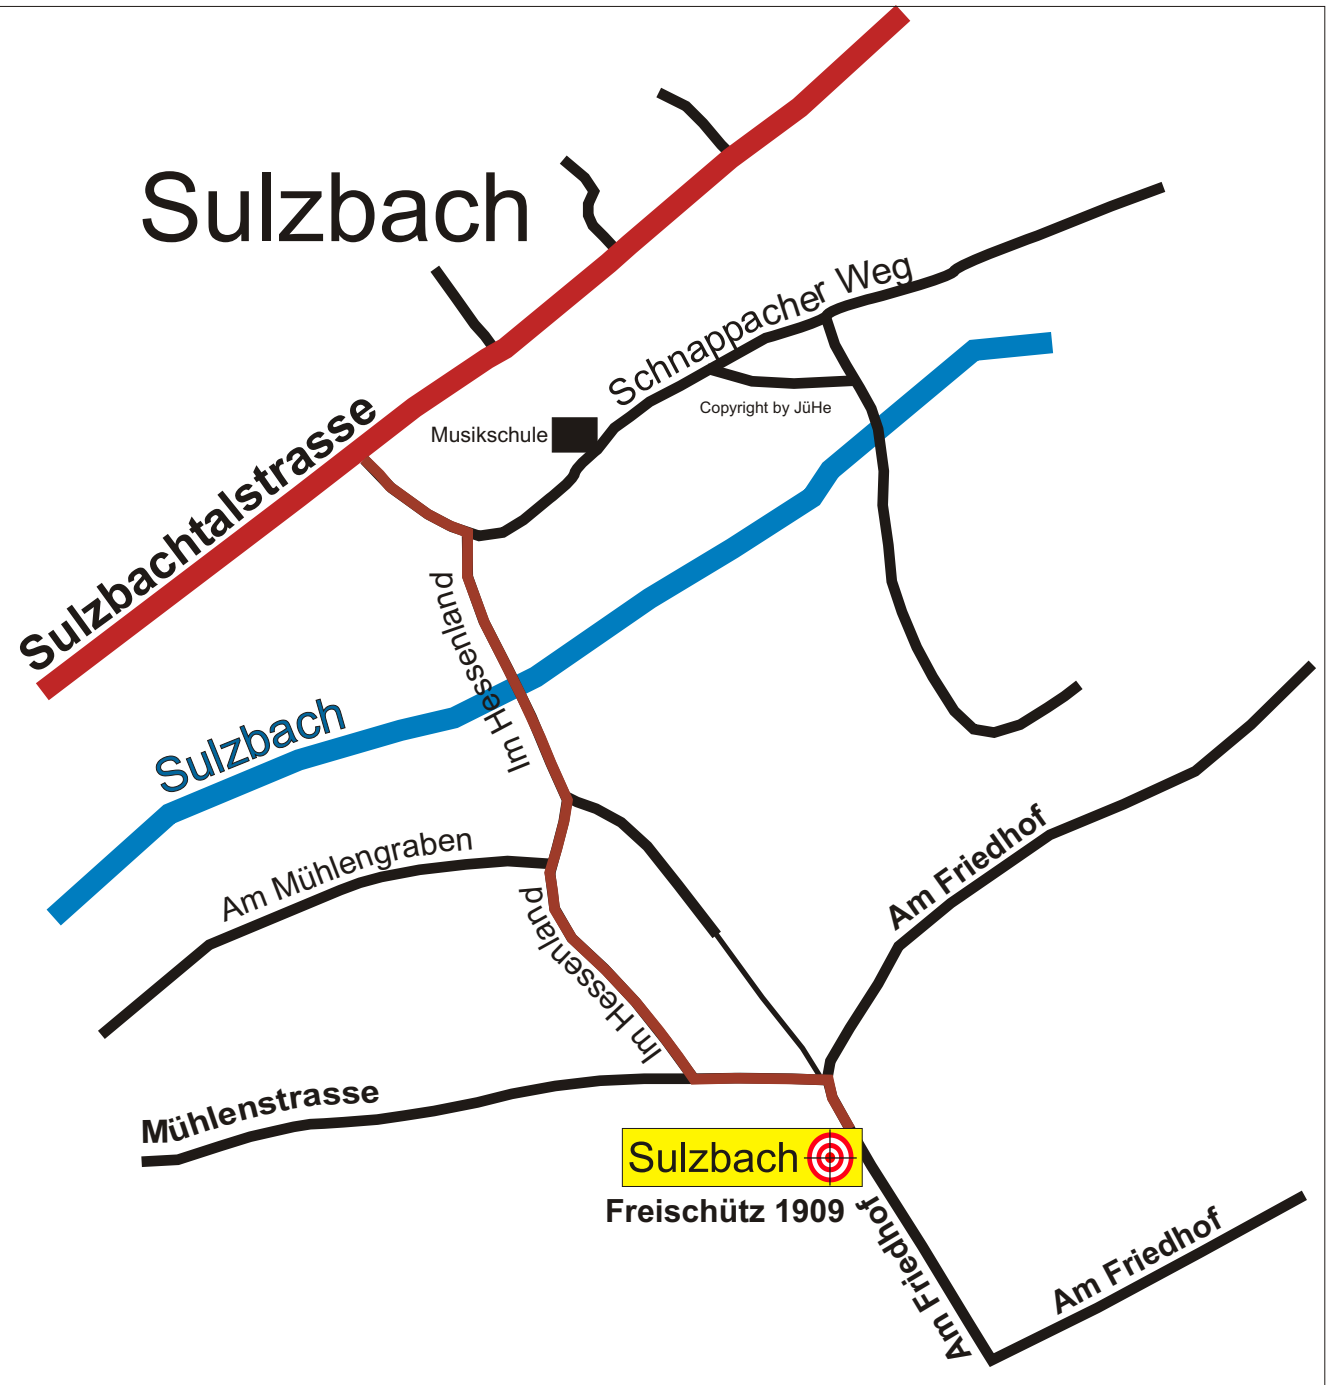 Sulzbach
Schnappacher Weg
Sulzbachtalstrasse
Copyright by JüHe
Musikschule
Im Hessenland
Sulzbach
Am Mühlengraben
Am Friedhof
Im Hessenland
Mühlenstrasse
Sulzbach
Freischütz 1909
Am Friedhof
Am Friedhof